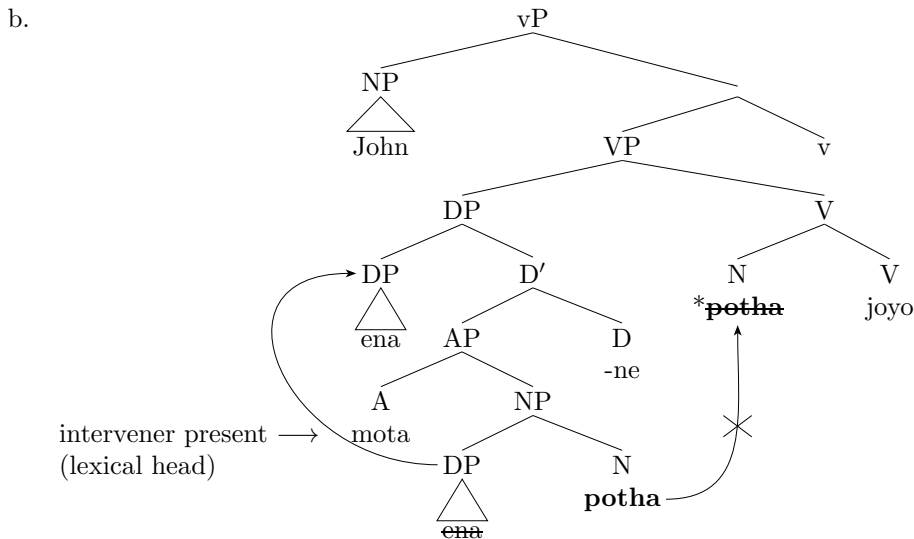 b.
vP
NP
John
VP v
DP V
DP D′ N V
*potha joyo
ena AP D
-ne
A NP
intervener present ⟶ mota
(lexical head) DP N
potha
ena